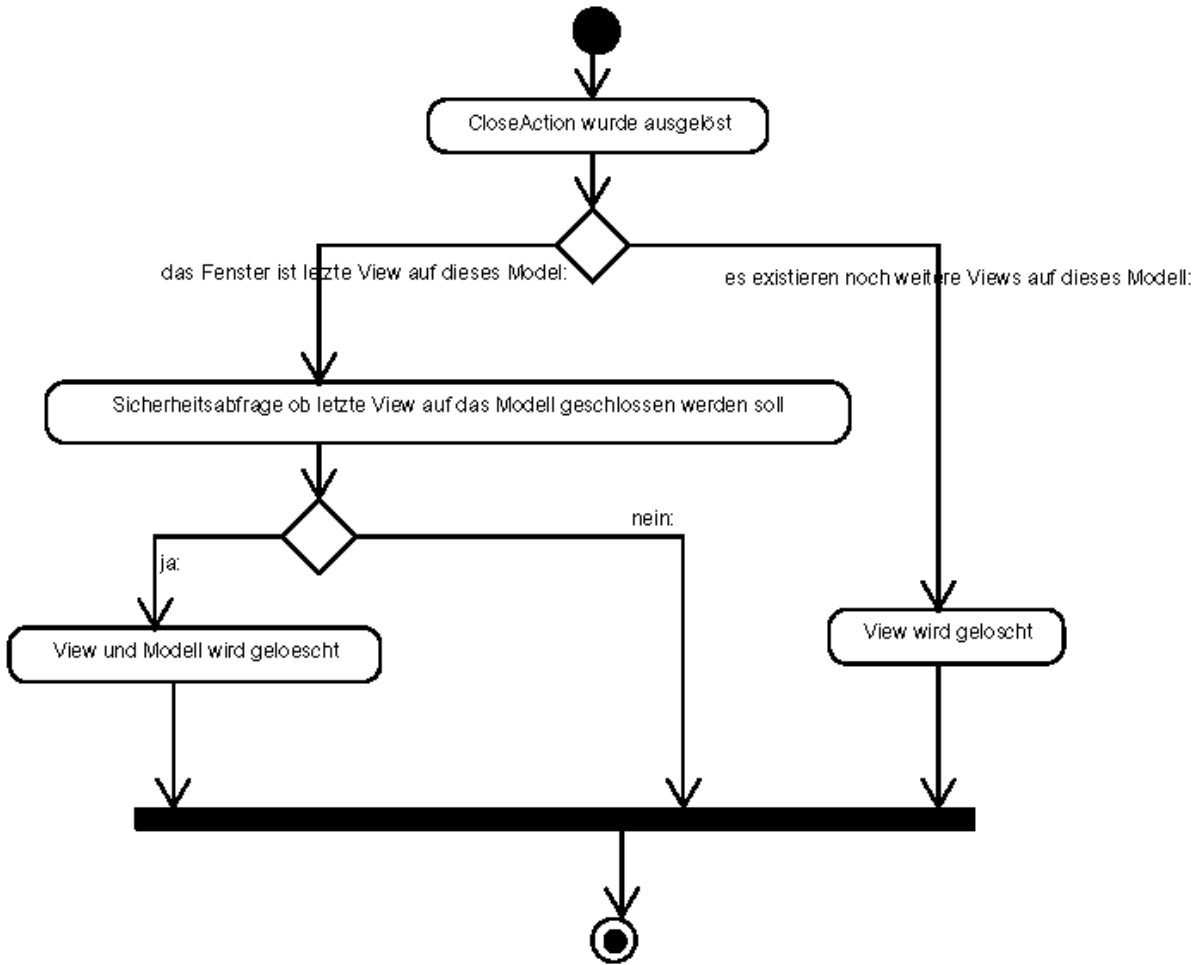 CloseAction wurde ausgelöst
das Fenster ist letzte View auf dieses Model:
es existieren noch weitere Views auf dieses Modell:
Sicherheitsabfrage ob letzte View auf das Modell geschlossen werden soll
nein:
ja:
View wird geloscht
View und Modell wird geloescht